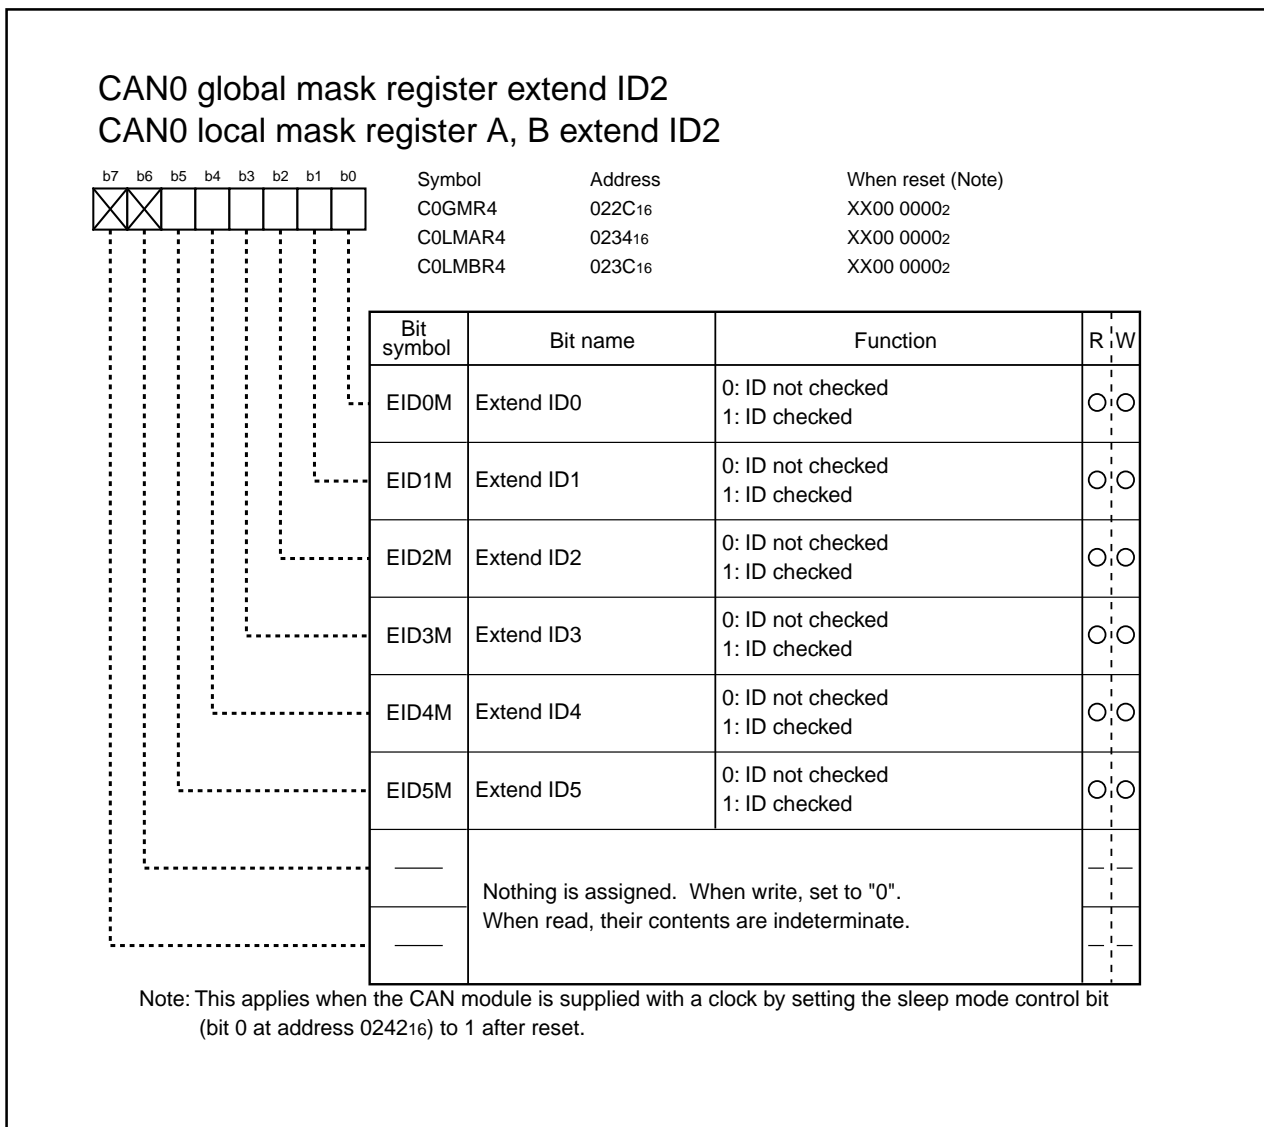 CAN0 global mask register extend ID2
CAN0 local mask register A, B extend ID2
b7 b6 b5 b4 b3 b2 b1 b0
Symbol Address When reset (Note)
C0GMR4 022C16 XX00 00002
C0LMAR4 023416 XX00 00002
C0LMBR4 023C16 XX00 00002
Bit symbol Bit name Function R W
EID0M Extend ID0 0: ID not checked
1: ID checked
EID1M Extend ID1 0: ID not checked
1: ID checked
EID2M Extend ID2 0: ID not checked
1: ID checked
EID3M Extend ID3 0: ID not checked
1: ID checked
EID4M Extend ID4 0: ID not checked
1: ID checked
EID5M Extend ID5 0: ID not checked
1: ID checked
Nothing is assigned. When write, set to "0".
When read, their contents are indeterminate.
Note: This applies when the CAN module is supplied with a clock by setting the sleep mode control bit
(bit 0 at address 024216) to 1 after reset.